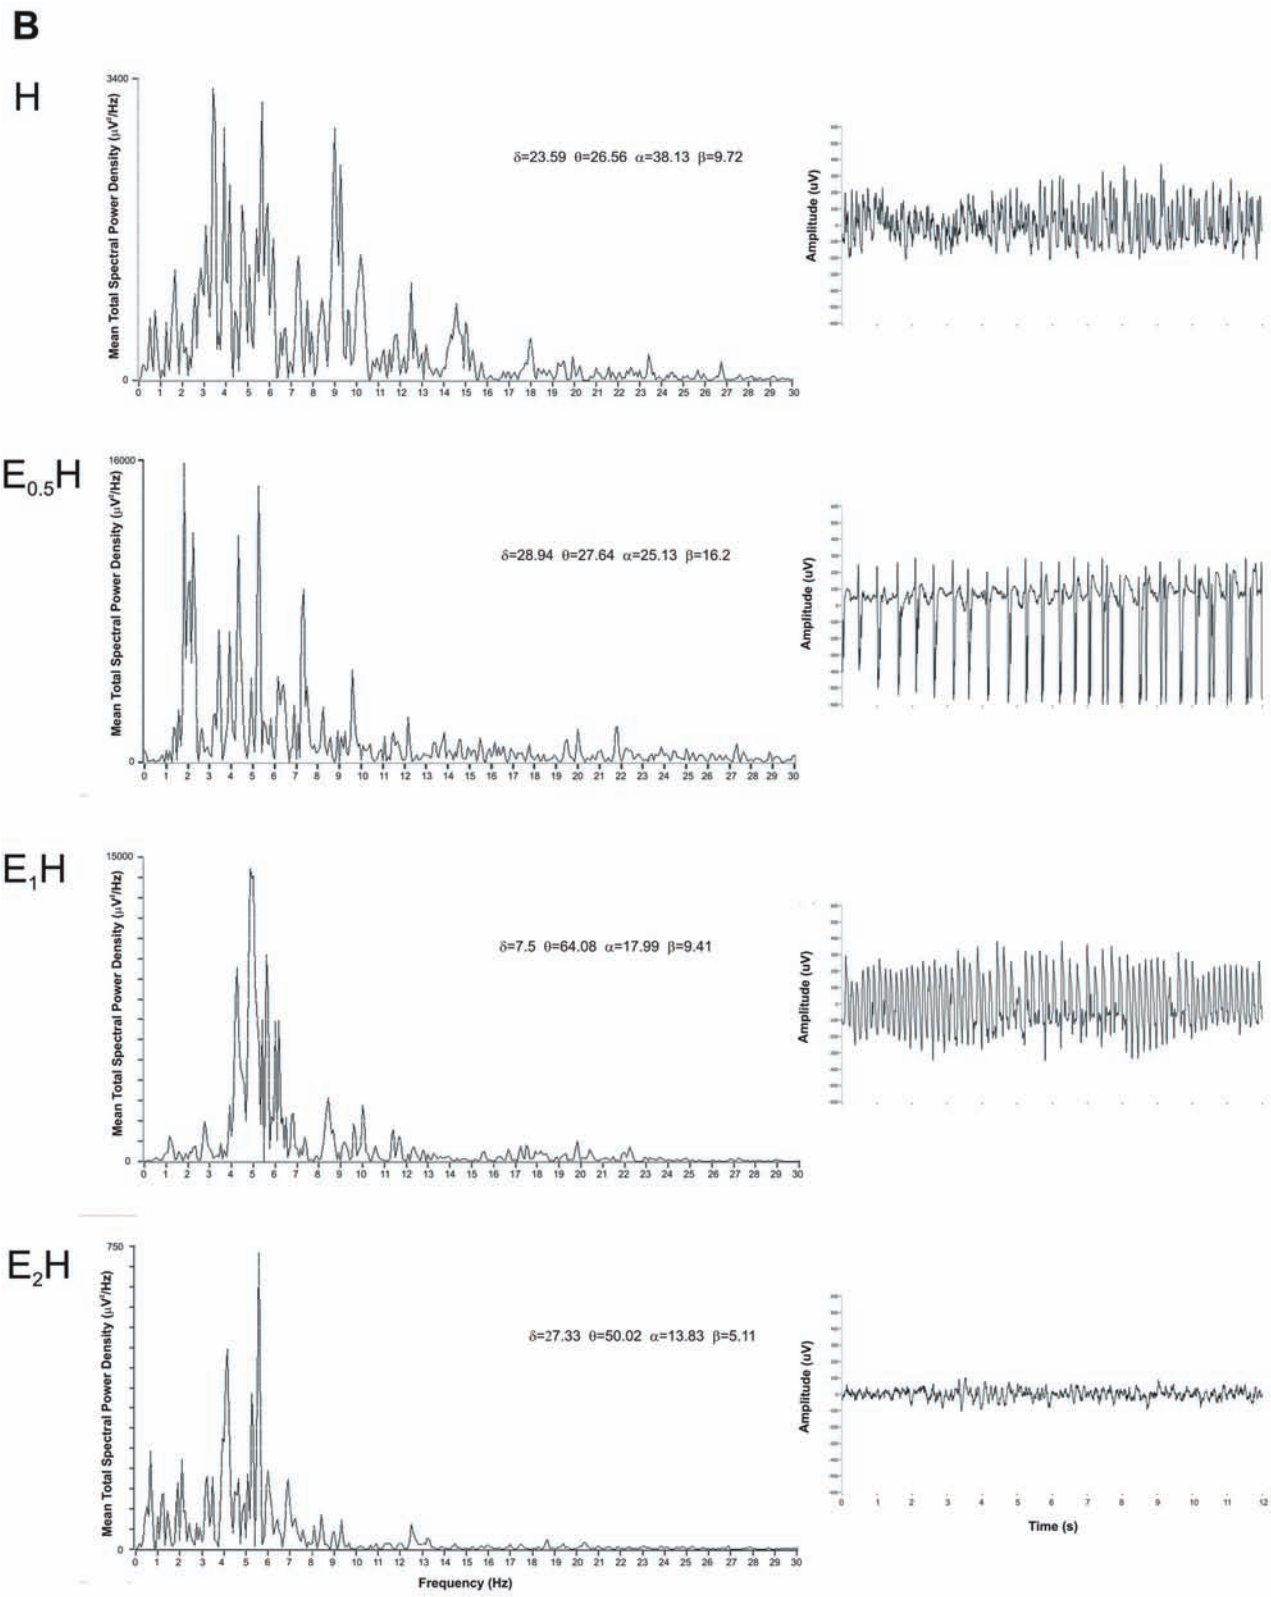 B
H
Mean Total Spectral Power Density (μV²/Hz)
3400
0
δ=23.59 θ=26.56 α=38.13 β=9.72
0 1 2 3 4 5 6 7 8 9 10 11 12 13 14 15 16 17 18 19 20 21 22 23 24 25 26 27 28 29 30
Amplitude (uV)
E0.5H
Mean Total Spectral Power Density (μV²/Hz)
16000
0
δ=28.94 θ=27.64 α=25.13 β=16.2
0 1 2 3 4 5 6 7 8 9 10 11 12 13 14 15 16 17 18 19 20 21 22 23 24 25 26 27 28 29 30
Amplitude (uV)
E1H
Mean Total Spectral Power Density (μV²/Hz)
15000
0
δ=7.5 θ=64.08 α=17.99 β=9.41
0 1 2 3 4 5 6 7 8 9 10 11 12 13 14 15 16 17 18 19 20 21 22 23 24 25 26 27 28 29 30
Amplitude (uV)
E2H
Mean Total Spectral Power Density (μV²/Hz)
750
0
δ=27.33 θ=50.02 α=13.83 β=5.11
0 1 2 3 4 5 6 7 8 9 10 11 12 13 14 15 16 17 18 19 20 21 22 23 24 25 26 27 28 29 30
Frequency (Hz)
Amplitude (uV)
0 1 2 3 4 5 6 7 8 9 10 11 12
Time (s)